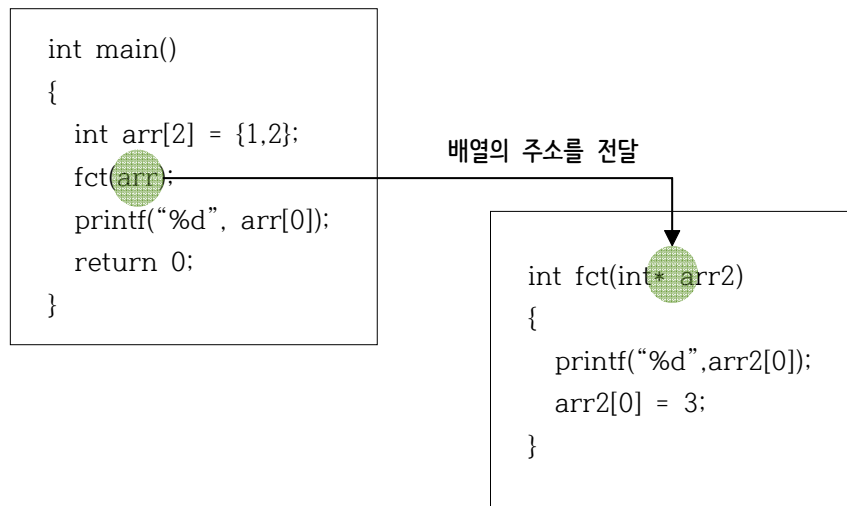 int main()
{
int arr[2] = {1,2};
fct(arr);
printf(“%d”, arr[0]);
return 0;
}
배열의 주소를 전달
int fct(int* arr2)
{
printf(“%d”,arr2[0]);
arr2[0] = 3;
}